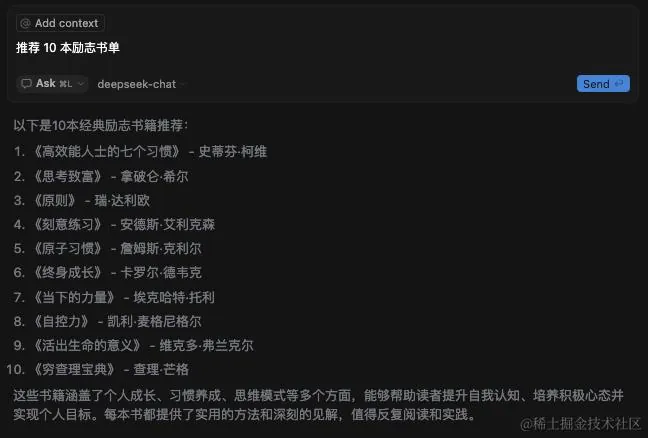 @ Add context
推荐 10 本励志书单
Ask ⌘L deepseek-chat Send
以下是10本经典励志书籍推荐：
1. 《高效能人士的七个习惯》 - 史蒂芬·柯维
2. 《思考致富》 - 拿破仑·希尔
3. 《原则》 - 瑞·达利欧
4. 《刻意练习》 - 安德斯·艾利克森
5. 《原子习惯》 - 詹姆斯·克利尔
6. 《终身成长》 - 卡罗尔·德韦克
7. 《当下的力量》 - 埃克哈特·托利
8. 《自控力》 - 凯利·麦格尼格尔
9. 《活出生命的意义》 - 维克多·弗兰克尔
10. 《穷查理宝典》 - 查理·芒格
这些书籍涵盖了个人成长、习惯养成、思维模式等多个方面，能够帮助读者提升自我认知、培养积极心态并
实现个人目标。每本书都提供了实用的方法和深刻的见解，值得反复阅读和实践。
@稀土掘金技术社区